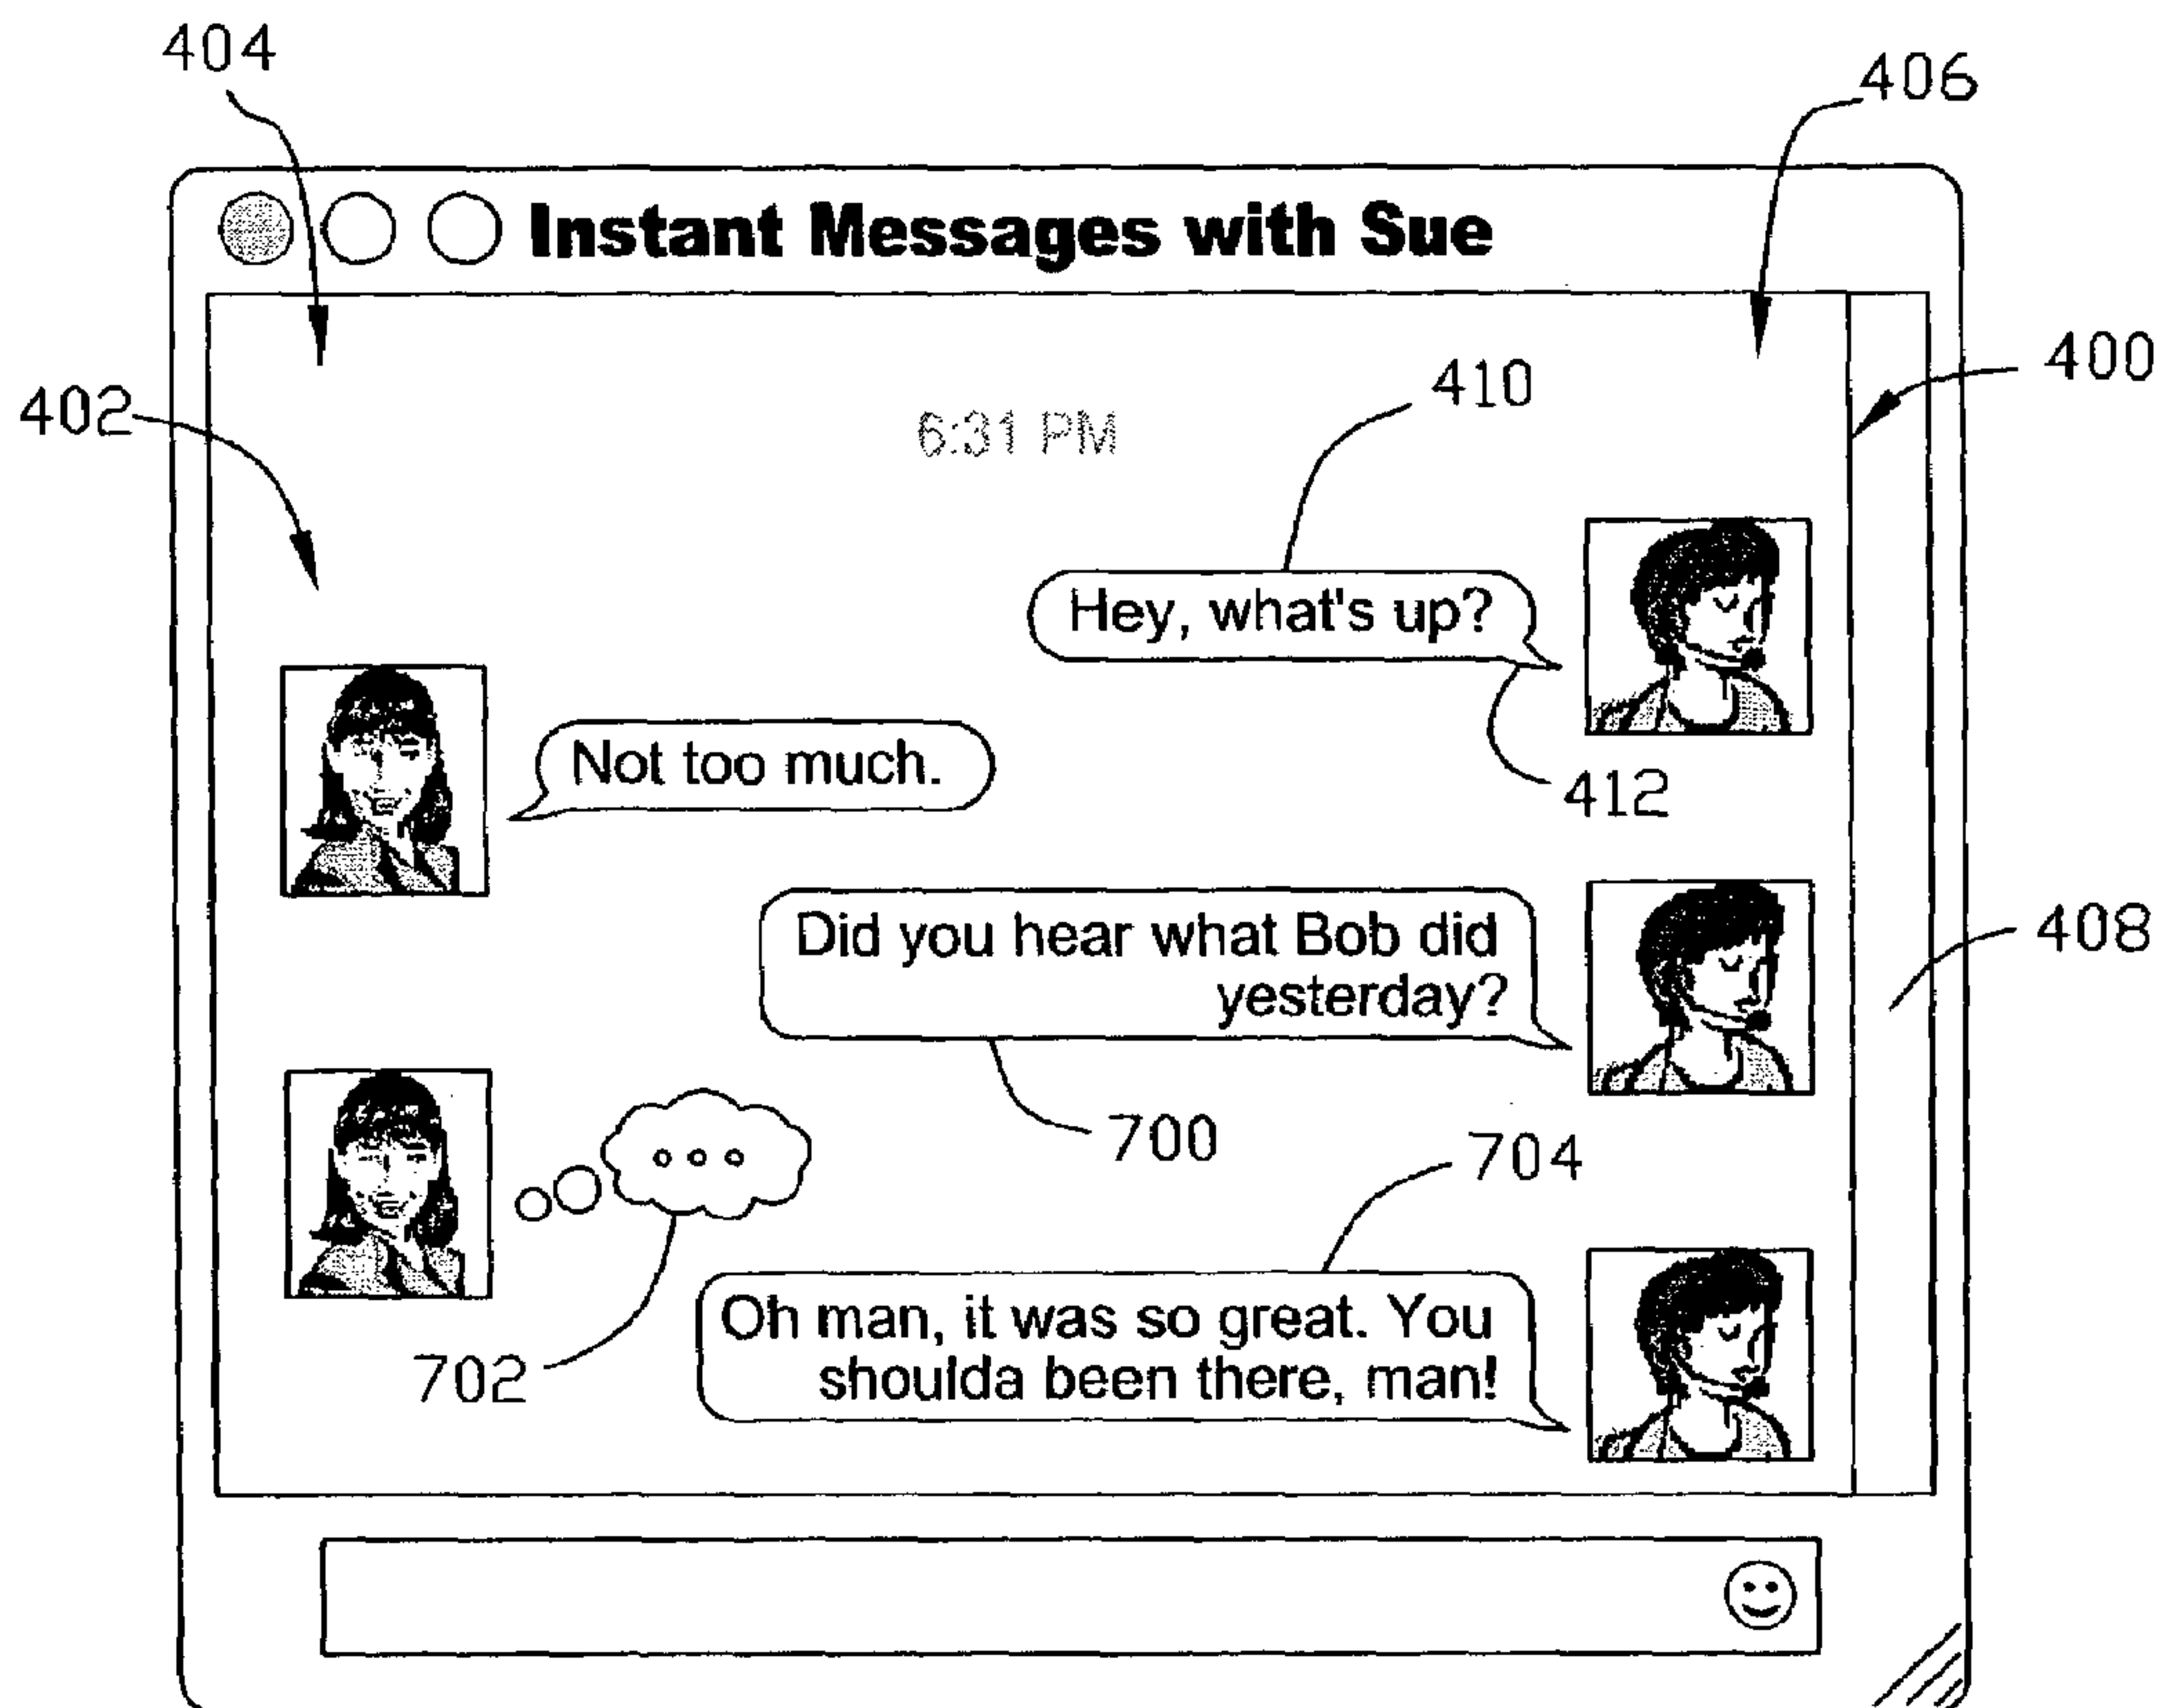 404
406
Instant Messages with Sue
400
402
410
6:31 PM
Hey, what's up?
Not too much.
412
Did you hear what Bob did
yesterday?
408
700
704
Oh man, it was so great. You
shoulda been there, man!
702